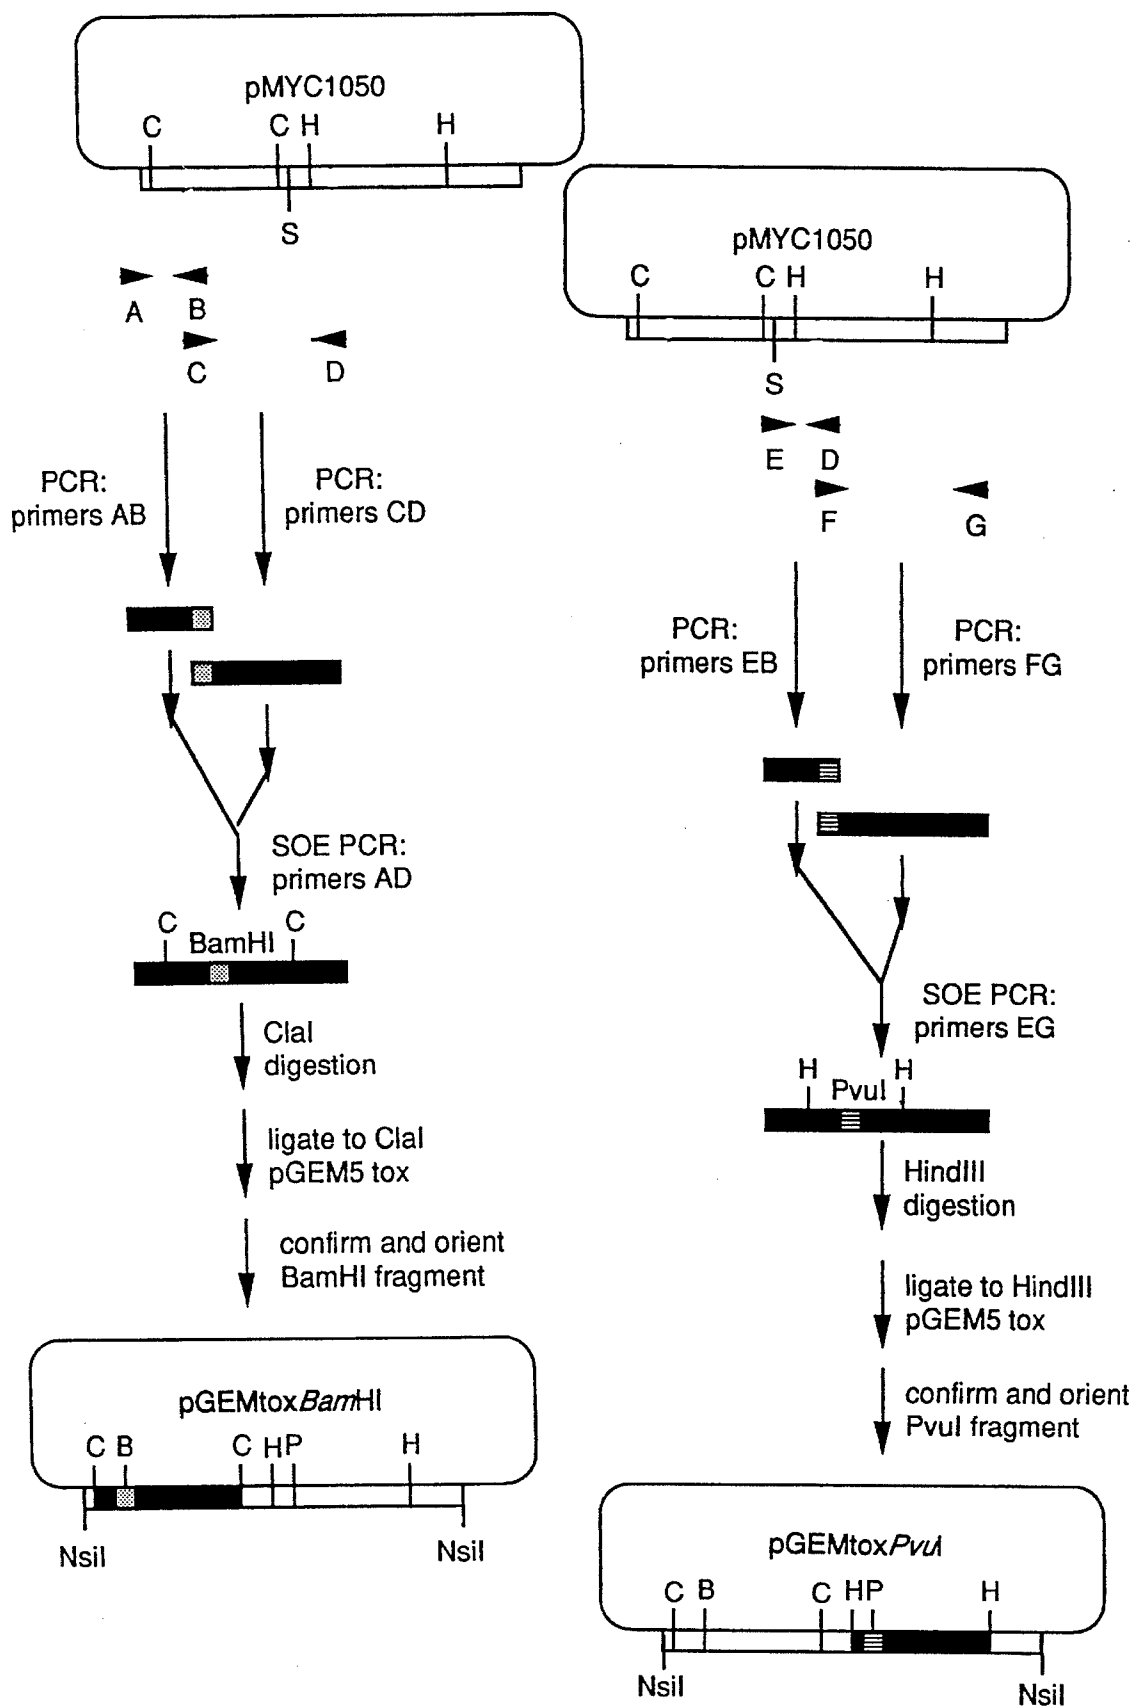 pMYC1050
C C H H
S
A B
C D
PCR:
primers AB
PCR:
primers CD
SOE PCR:
primers AD
C C
BamHI
ClaI
digestion
ligate to ClaI
pGEM5 tox
confirm and orient
BamHI fragment
pGEMtoxBamHI
C B C H P H
NsiI NsiI
pMYC1050
C C H H
S
E D
F G
PCR:
primers EB
PCR:
primers FG
SOE PCR:
primers EG
H H
PvuI
HindIII
digestion
ligate to HindIII
pGEM5 tox
confirm and orient
PvuI fragment
pGEMtoxPvuI
C B C H P H
NsiI NsiI